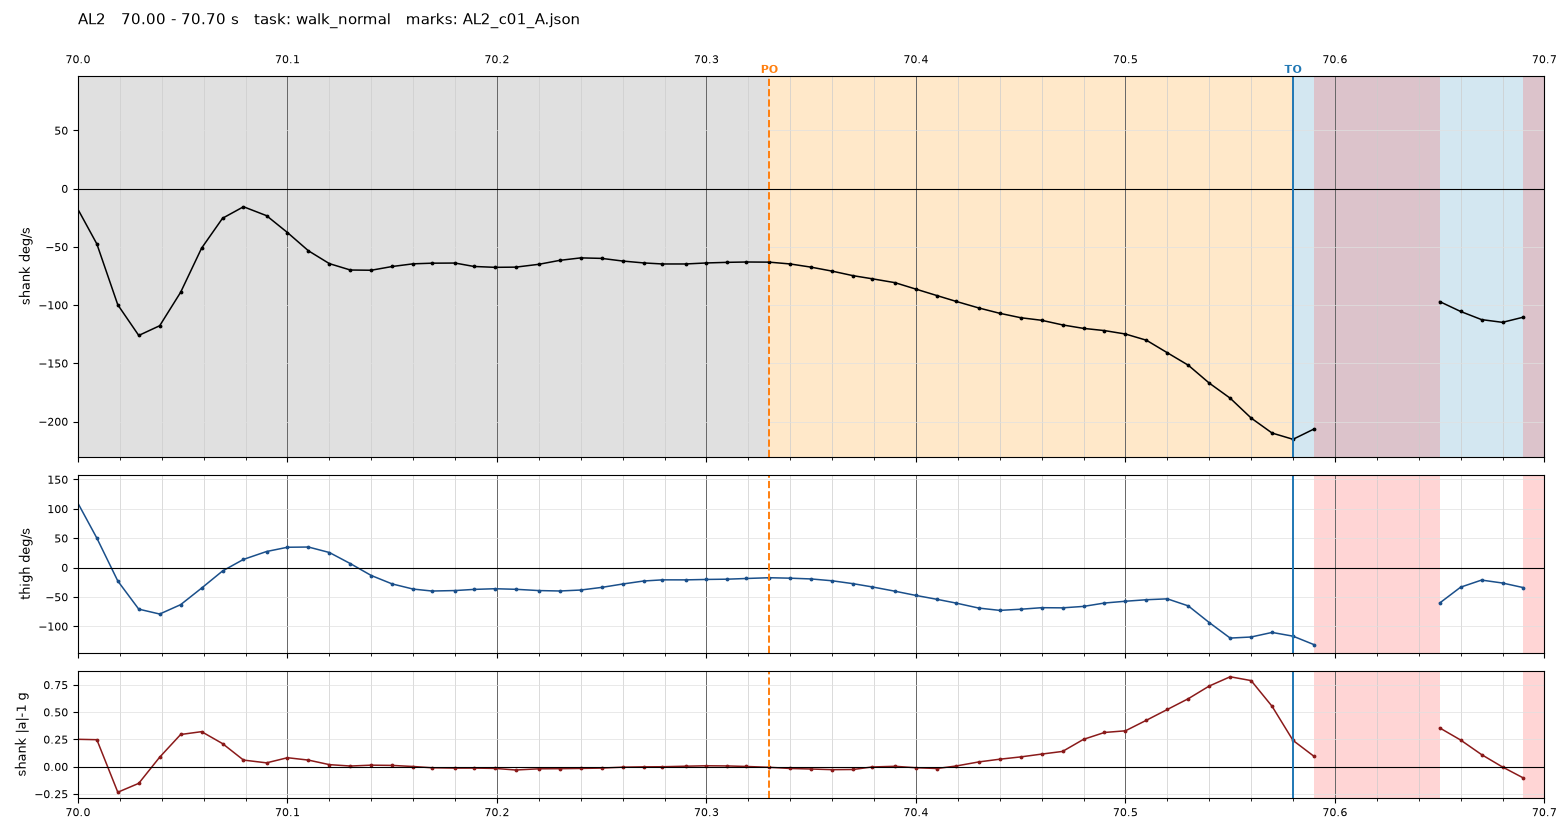 AL2   70.00 - 70.70 s   task: walk_normal   marks: AL2_c01_A.json
70.0 70.1 70.2 70.3 70.4 70.5 70.6 70.7
PO TO
shank deg/s
50
0
−50
−100
−150
−200
thigh deg/s
150
100
50
0
−50
−100
shank |a|-1 g
0.75
0.50
0.25
0.00
−0.25
70.0 70.1 70.2 70.3 70.4 70.5 70.6 70.7